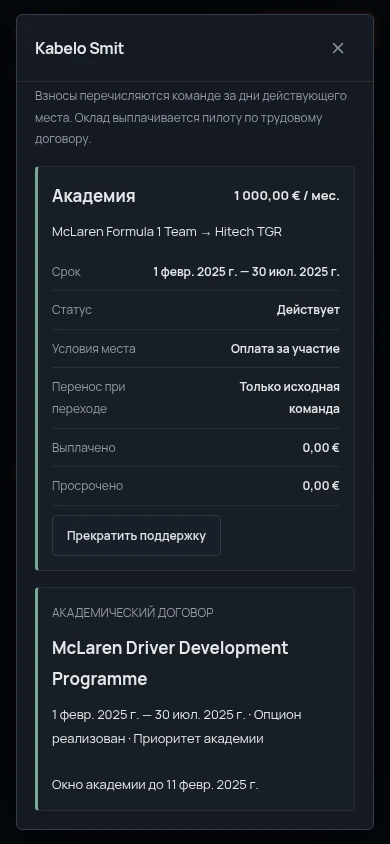 Kabelo Smit
Взносы перечисляются команде за дни действующего
места. Оклад выплачивается пилоту по трудовому
договору.
Академия 1 000,00 € / мес.
McLaren Formula 1 Team → Hitech TGR
Срок 1 февр. 2025 г. — 30 июл. 2025 г.
Статус Действует
Условия места Оплата за участие
Перенос при Только исходная
переходе команда
Выплачено 0,00 €
Просрочено 0,00 €
Прекратить поддержку
АКАДЕМИЧЕСКИЙ ДОГОВОР
McLaren Driver Development
Programme
1 февр. 2025 г. — 30 июл. 2025 г. · Опцион
реализован · Приоритет академии
Окно академии до 11 февр. 2025 г.